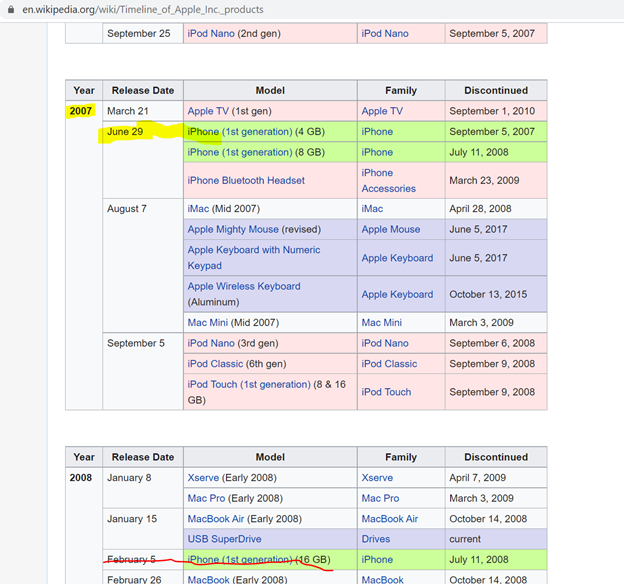 en.wikipedia.org/wiki/Timeline_of_Apple_Inc._products
September 25 iPod Nano (2nd gen) iPod Nano September 5, 2007
Year Release Date Model Family Discontinued
2007 March 21 Apple TV (1st gen) Apple TV September 1, 2010
June 29 iPhone (1st generation) (4 GB) iPhone September 5, 2007
iPhone (1st generation) (8 GB) iPhone July 11, 2008
iPhone Bluetooth Headset iPhone Accessories March 23, 2009
August 7 iMac (Mid 2007) iMac April 28, 2008
Apple Mighty Mouse (revised) Apple Mouse June 5, 2017
Apple Keyboard with Numeric Keypad Apple Keyboard June 5, 2017
Apple Wireless Keyboard (Aluminum) Apple Keyboard October 13, 2015
Mac Mini (Mid 2007) Mac Mini March 3, 2009
September 5 iPod Nano (3rd gen) iPod Nano September 6, 2008
iPod Classic (6th gen) iPod Classic September 9, 2008
iPod Touch (1st generation) (8 & 16 GB) iPod Touch September 9, 2008
Year Release Date Model Family Discontinued
2008 January 8 Xserve (Early 2008) Xserve April 7, 2009
Mac Pro (Early 2008) Mac Pro March 3, 2009
January 15 MacBook Air (Early 2008) MacBook Air October 14, 2008
USB SuperDrive Drives current
February 5 iPhone (1st generation) (16 GB) iPhone July 11, 2008
February 26 MacBook (Early 2008) MacBook October 14, 2008